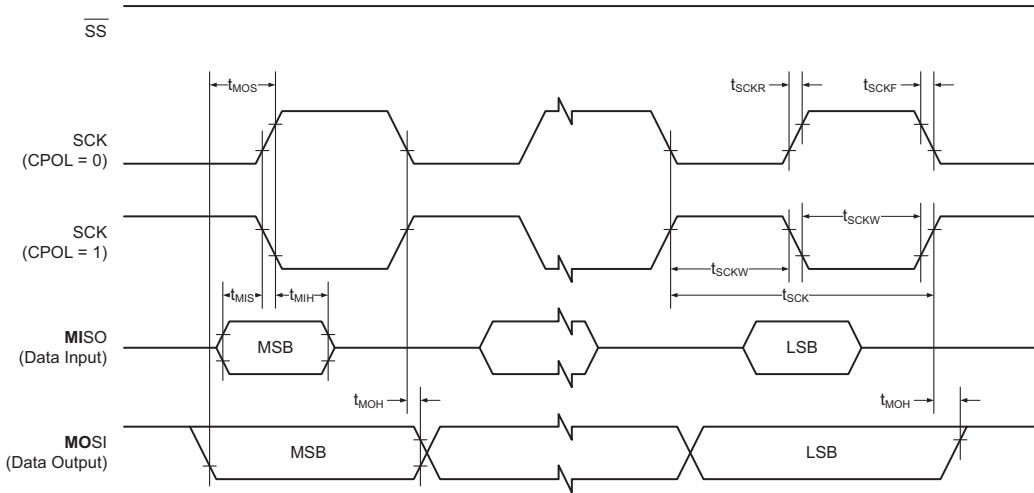 SS
tMOS
tSCKR
tSCKF
SCK
(CPOL = 0)
SCK
(CPOL = 1)
tSCKW
tSCKW
tSCK
tMIS
tMIH
MISO
(Data Input)
MSB
LSB
tMOH
tMOH
MOSI
(Data Output)
MSB
LSB